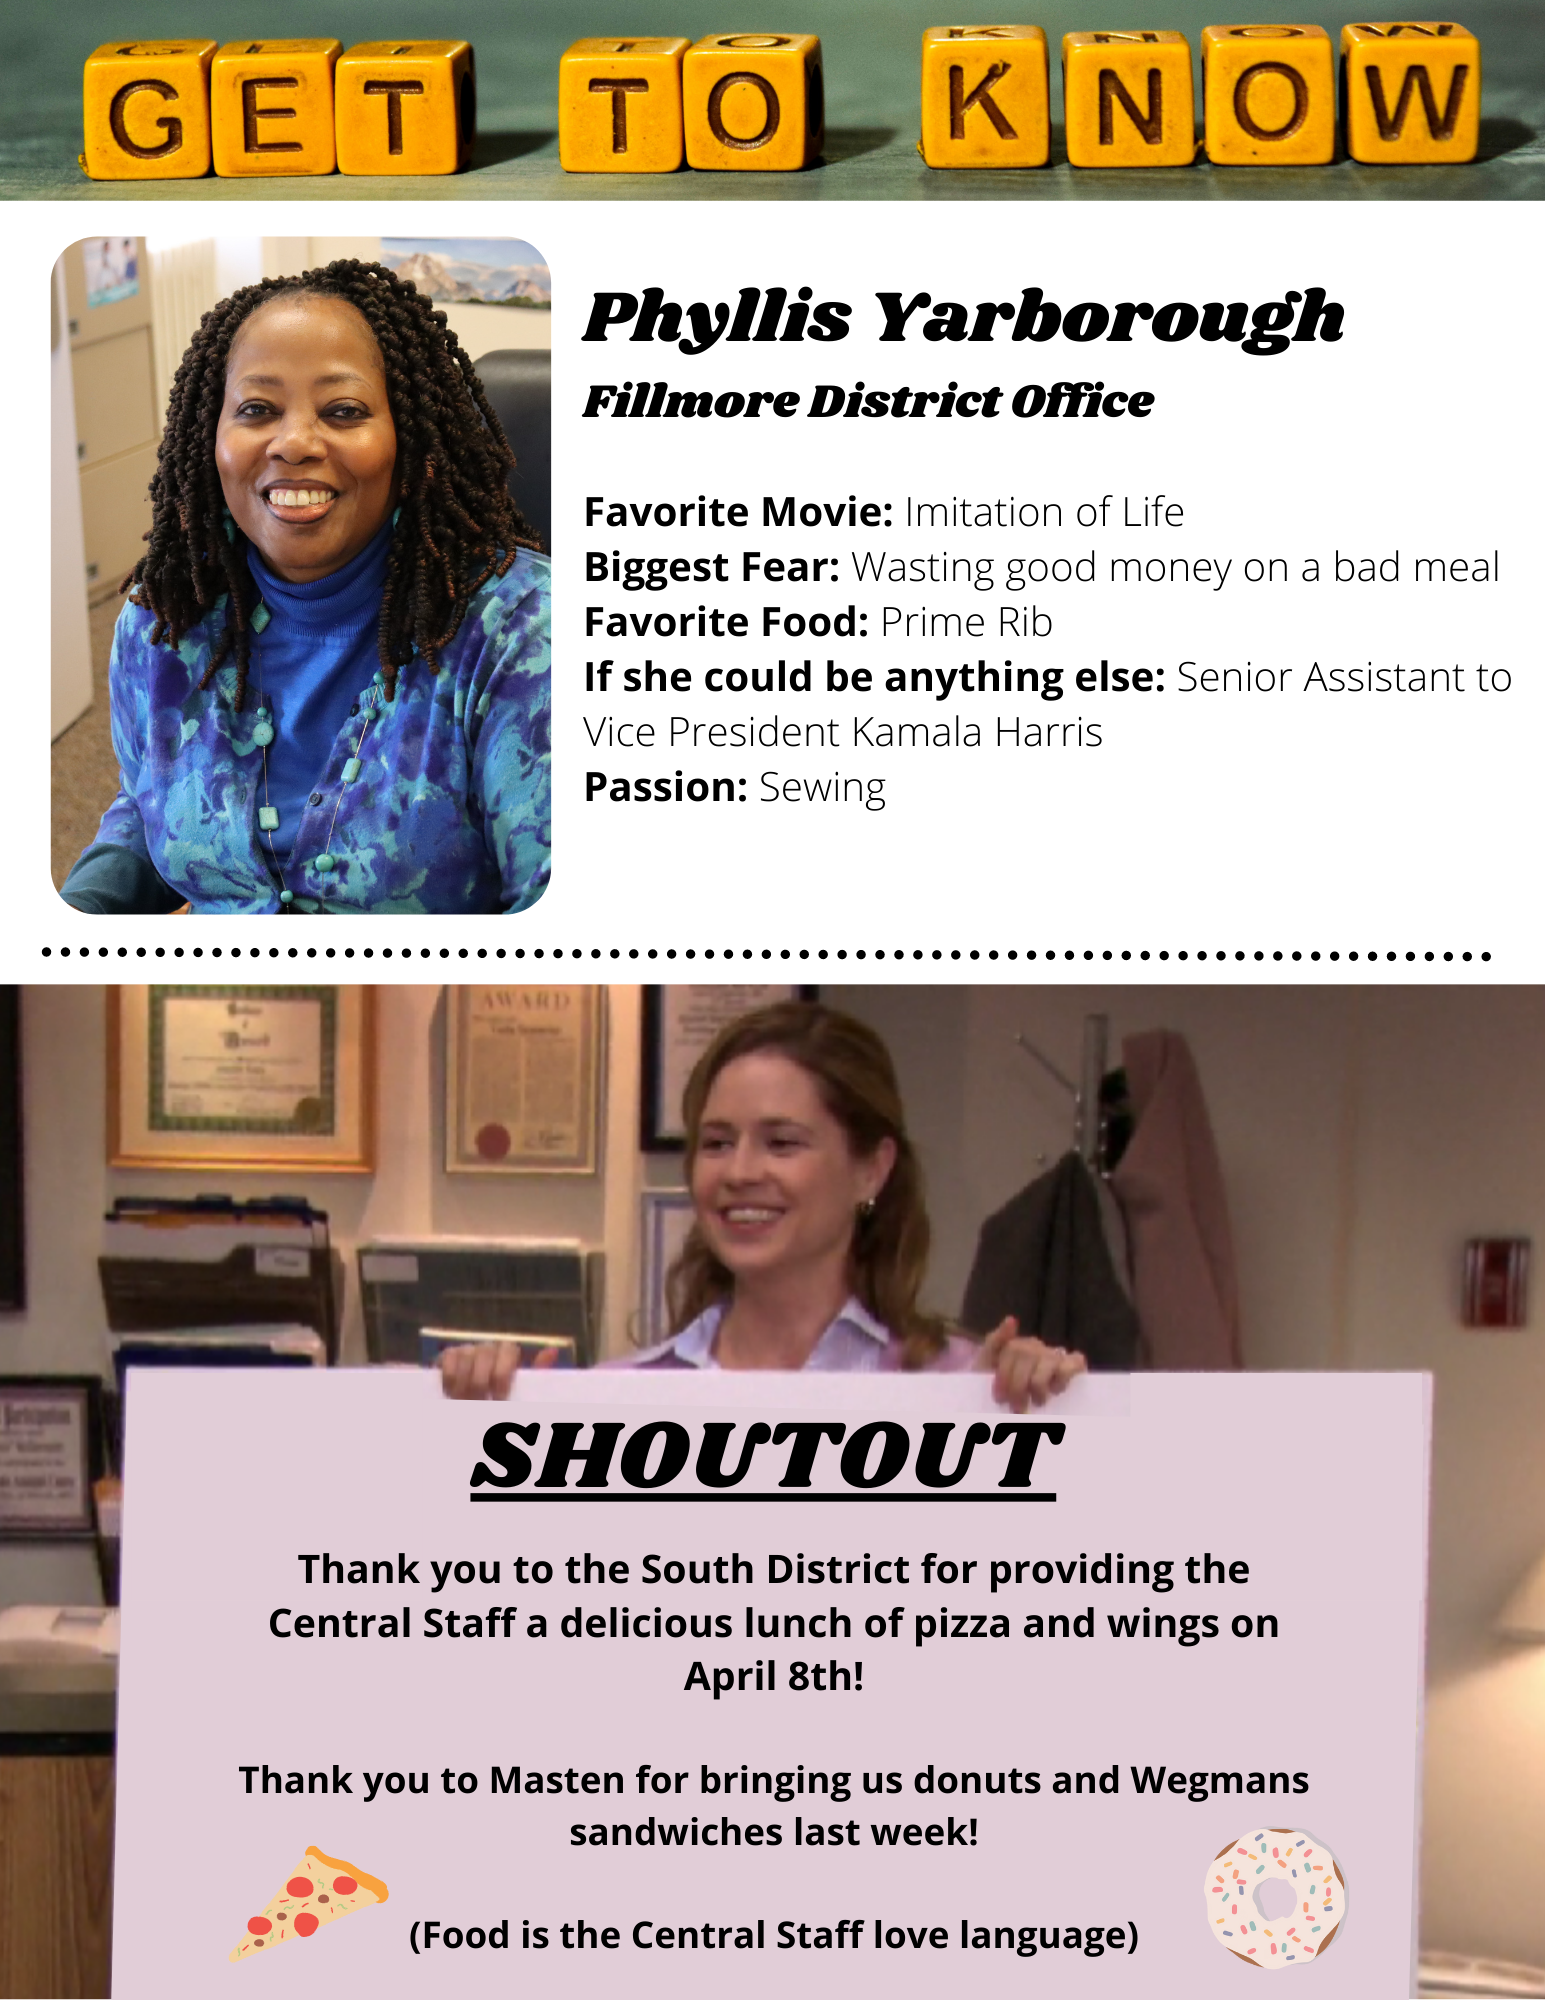 GET TO KNOW
Phyllis Yarborough
Fillmore District Office
Favorite Movie: Imitation of Life
Biggest Fear: Wasting good money on a bad meal
Favorite Food: Prime Rib
If she could be anything else: Senior Assistant to
Vice President Kamala Harris
Passion: Sewing
AWARD
SHOUTOUT
Thank you to the South District for providing the
Central Staff a delicious lunch of pizza and wings on
April 8th!
Thank you to Masten for bringing us donuts and Wegmans
sandwiches last week!
(Food is the Central Staff love language)